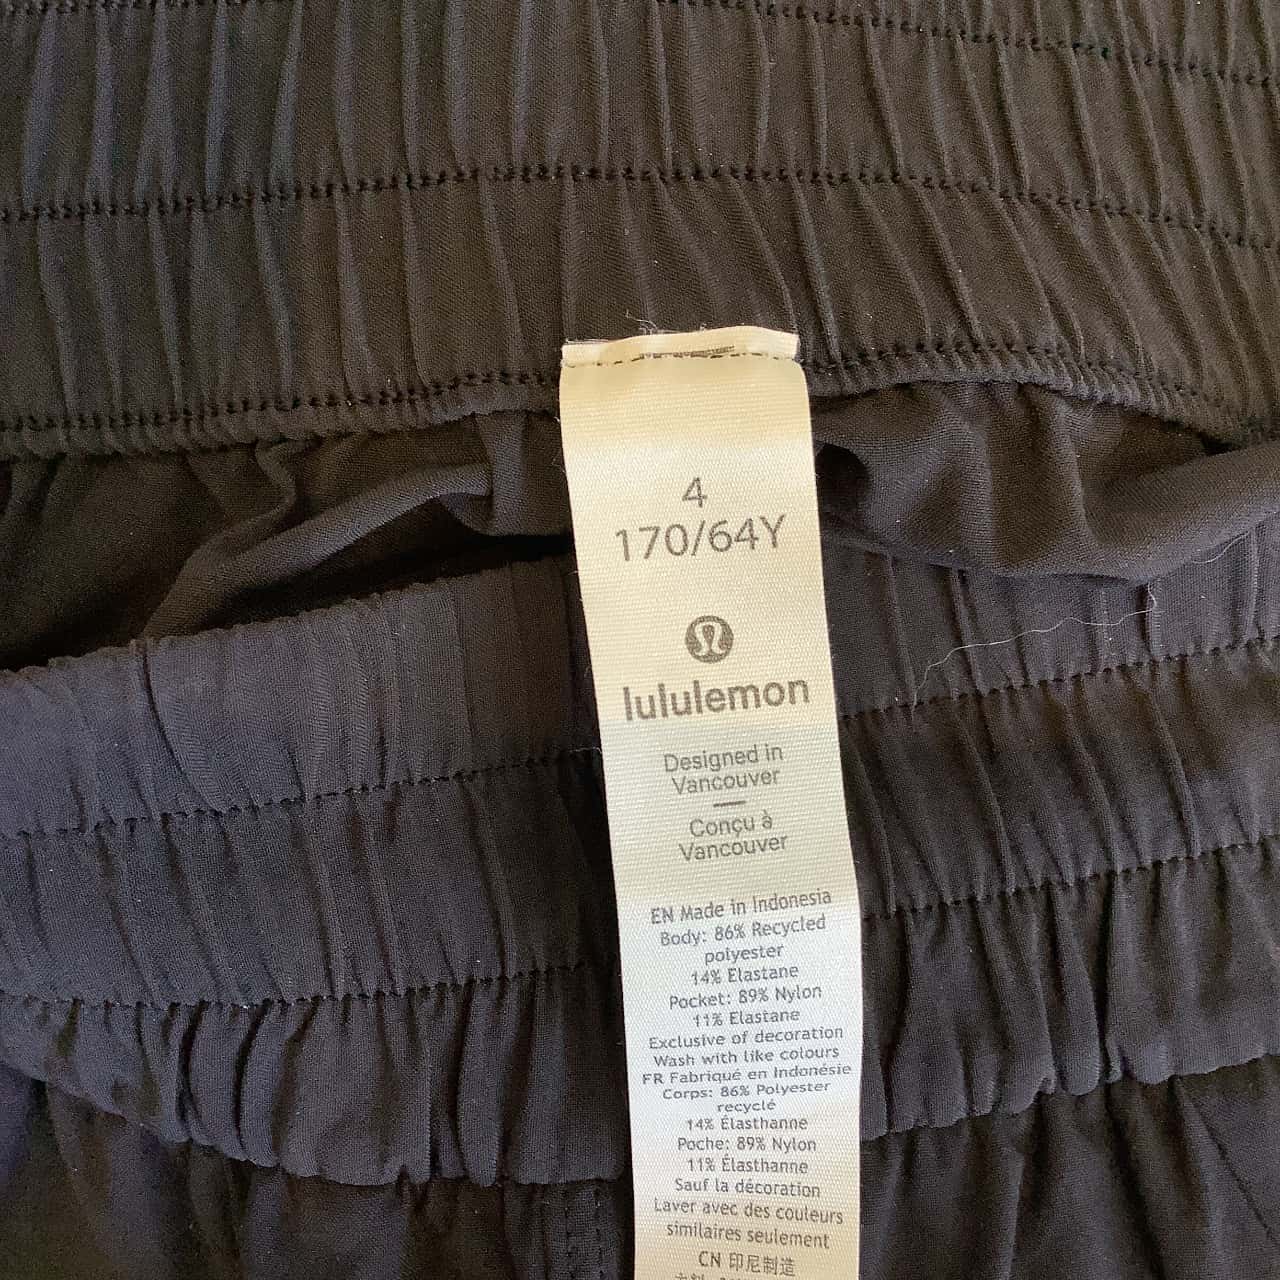 4
170/64Y
lululemon
Designed in
Vancouver
Conçu à
Vancouver
EN Made in Indonesia
Body: 86% Recycled
polyester
14% Elastane
Pocket: 89% Nylon
11% Elastane
Exclusive of decoration
Wash with like colours
FR Fabriqué en Indonésie
Corps: 86% Polyester
recyclé
14% Élasthanne
Poche: 89% Nylon
11% Élasthanne
Sauf la décoration
Laver avec des couleurs
similaires seulement
CN 印尼制造